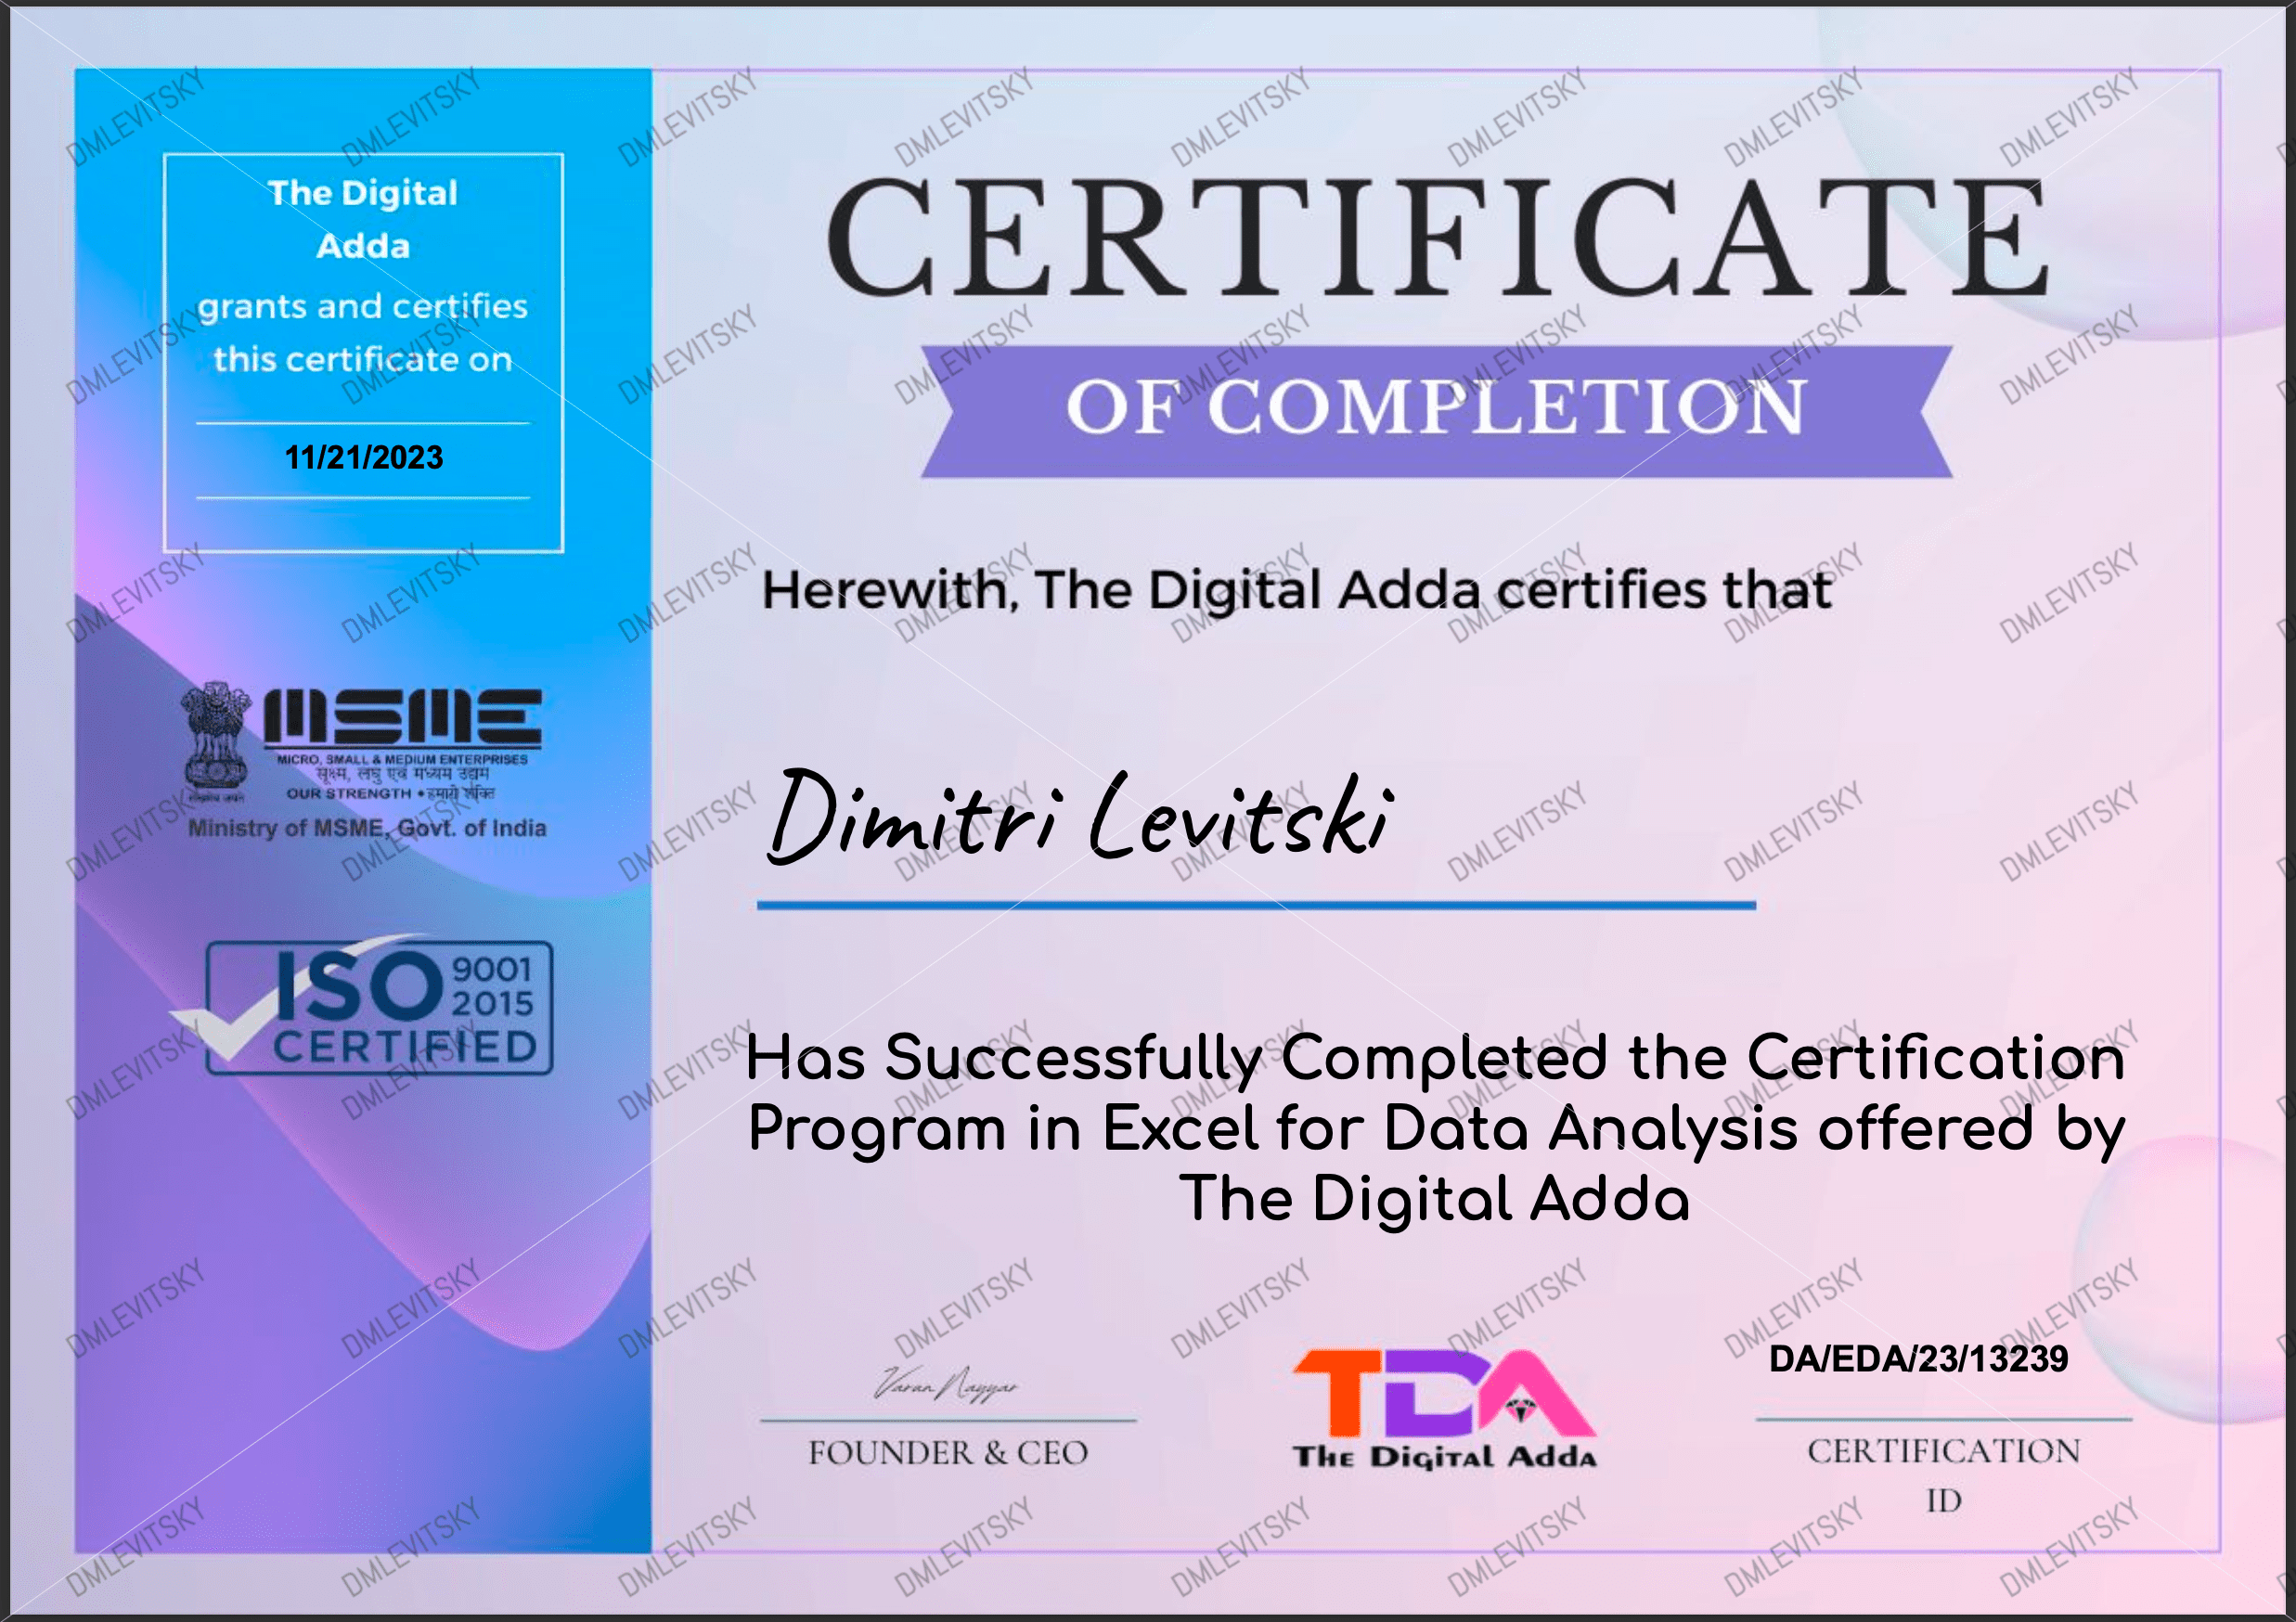 The Digital
Adda
grants and certifies
this certificate on
11/21/2023
MSME
MICRO, SMALL & MEDIUM ENTERPRISES
सूक्ष्म, लघु एवं मध्यम उद्यम
OUR STRENGTH • हमारी शक्ति
Ministry of MSME, Govt. of India
ISO 9001 2015
CERTIFIED
CERTIFICATE
OF COMPLETION
Herewith, The Digital Adda certifies that
Dimitri Levitski
Has Successfully Completed the Certification
Program in Excel for Data Analysis offered by
The Digital Adda
Varun Nayyar
FOUNDER & CEO
TDA
The Digital Adda
DA/EDA/23/13239
CERTIFICATION
ID
DMLEVITSKY